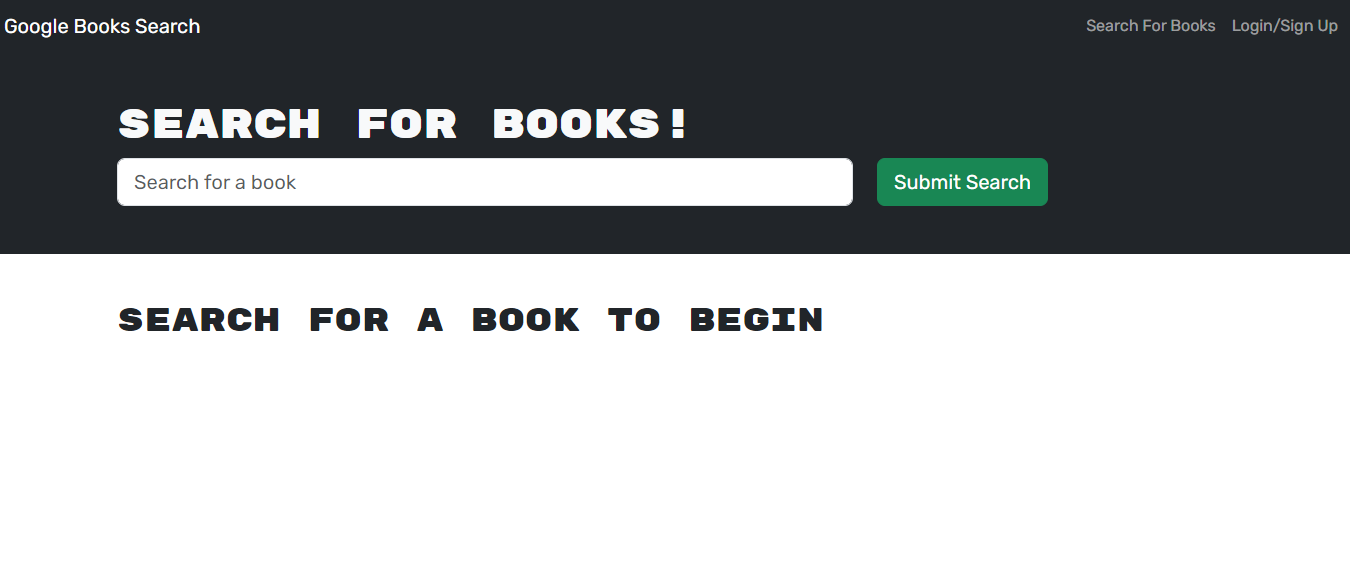 Google Books Search
Search For Books
Login/Sign Up
SEARCH FOR BOOKS!
Search for a book
Submit Search
SEARCH FOR A BOOK TO BEGIN